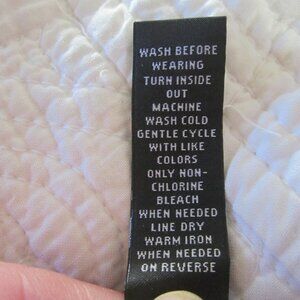 WASH BEFORE
WEARING
TURN INSIDE
OUT
MACHINE
WASH COLD
GENTLE CYCLE
WITH LIKE
COLORS
ONLY NON-
CHLORINE
BLEACH
WHEN NEEDED
LINE DRY
WARM IRON
WHEN NEEDED
ON REVERSE